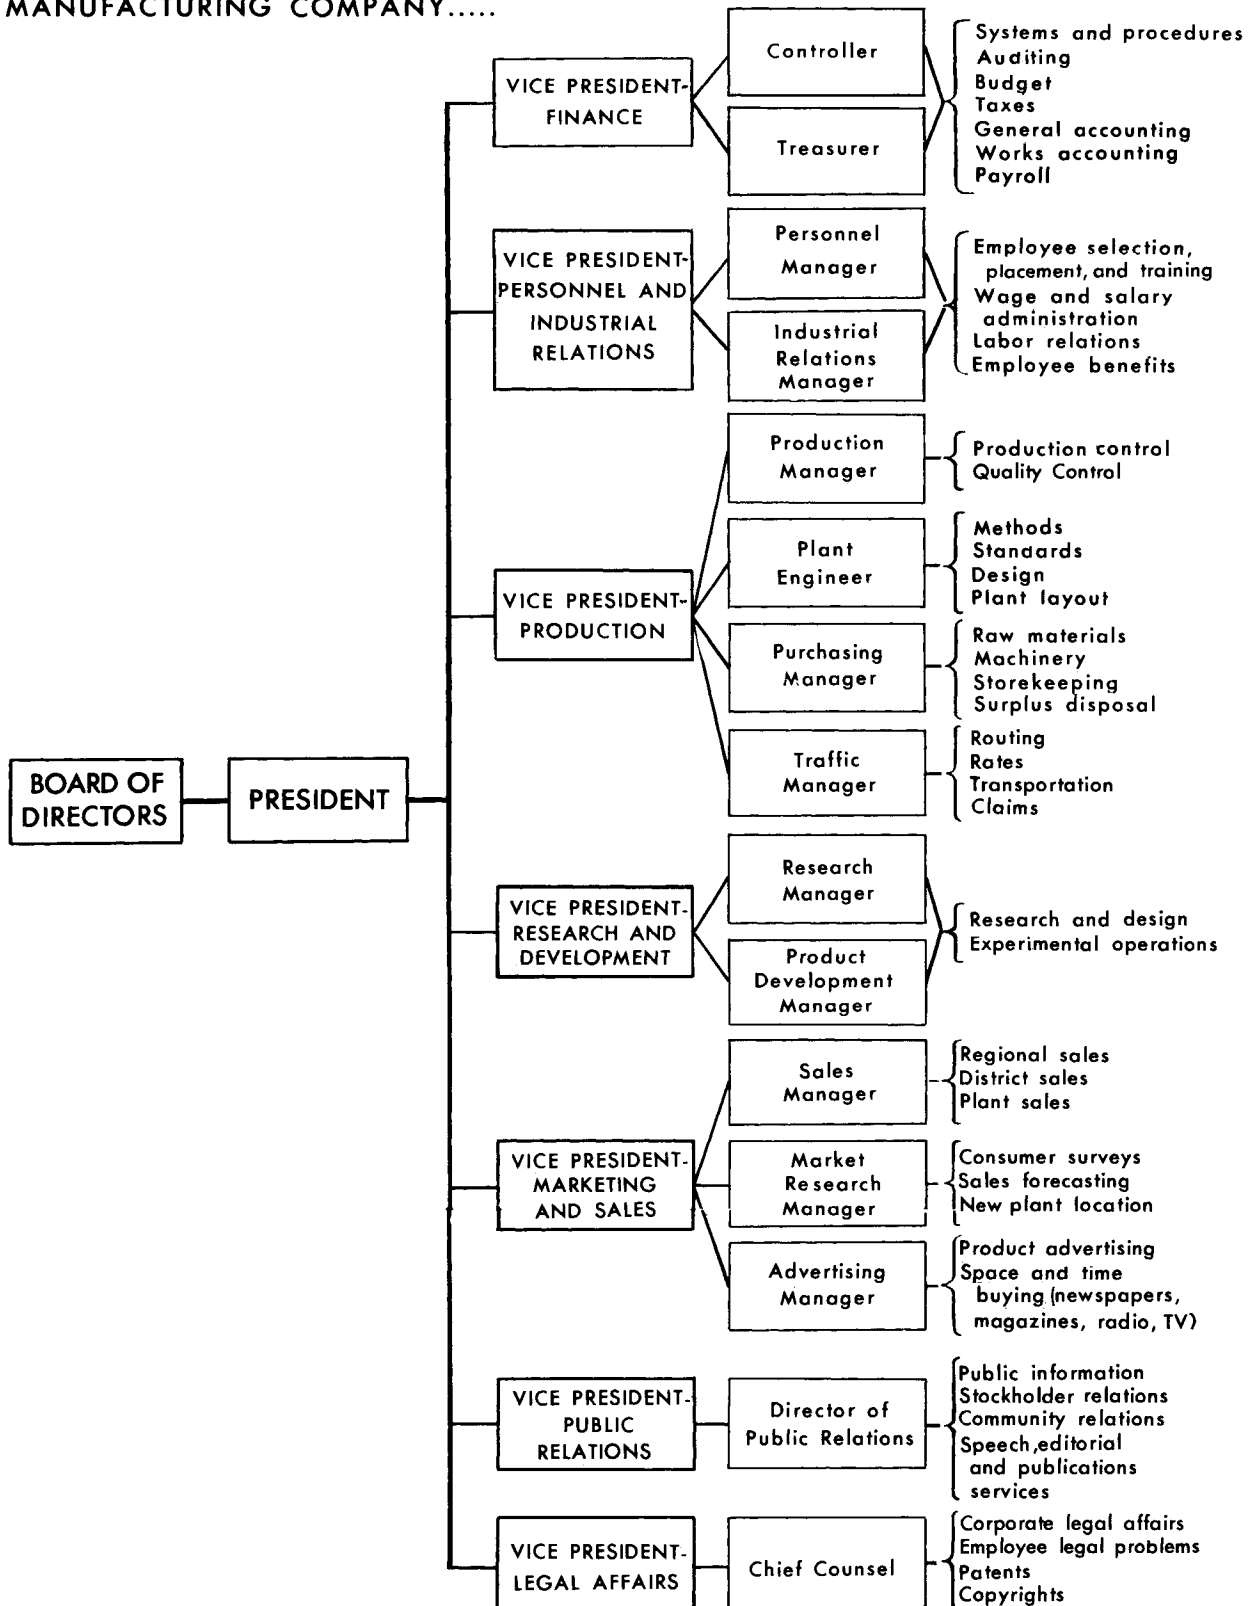 MANUFACTURING COMPANY.....
BOARD OF
DIRECTORS
PRESIDENT
VICE PRESIDENT-
FINANCE
Controller
Treasurer
Systems and procedures
Auditing
Budget
Taxes
General accounting
Works accounting
Payroll
VICE PRESIDENT-
PERSONNEL AND
INDUSTRIAL
RELATIONS
Personnel
Manager
Industrial
Relations
Manager
Employee selection,
placement, and training
Wage and salary
administration
Labor relations
Employee benefits
VICE PRESIDENT-
PRODUCTION
Production
Manager
Production control
Quality Control
Plant
Engineer
Methods
Standards
Design
Plant layout
Purchasing
Manager
Raw materials
Machinery
Storekeeping
Surplus disposal
Traffic
Manager
Routing
Rates
Transportation
Claims
VICE PRESIDENT-
RESEARCH AND
DEVELOPMENT
Research
Manager
Product
Development
Manager
Research and design
Experimental operations
VICE PRESIDENT-
MARKETING
AND SALES
Sales
Manager
Regional sales
District sales
Plant sales
Market
Research
Manager
Consumer surveys
Sales forecasting
New plant location
Advertising
Manager
Product advertising
Space and time
buying (newspapers,
magazines, radio, TV)
VICE PRESIDENT-
PUBLIC
RELATIONS
Director of
Public Relations
Public information
Stockholder relations
Community relations
Speech, editorial
and publications
services
VICE PRESIDENT-
LEGAL AFFAIRS
Chief Counsel
Corporate legal affairs
Employee legal problems
Patents
Copyrights